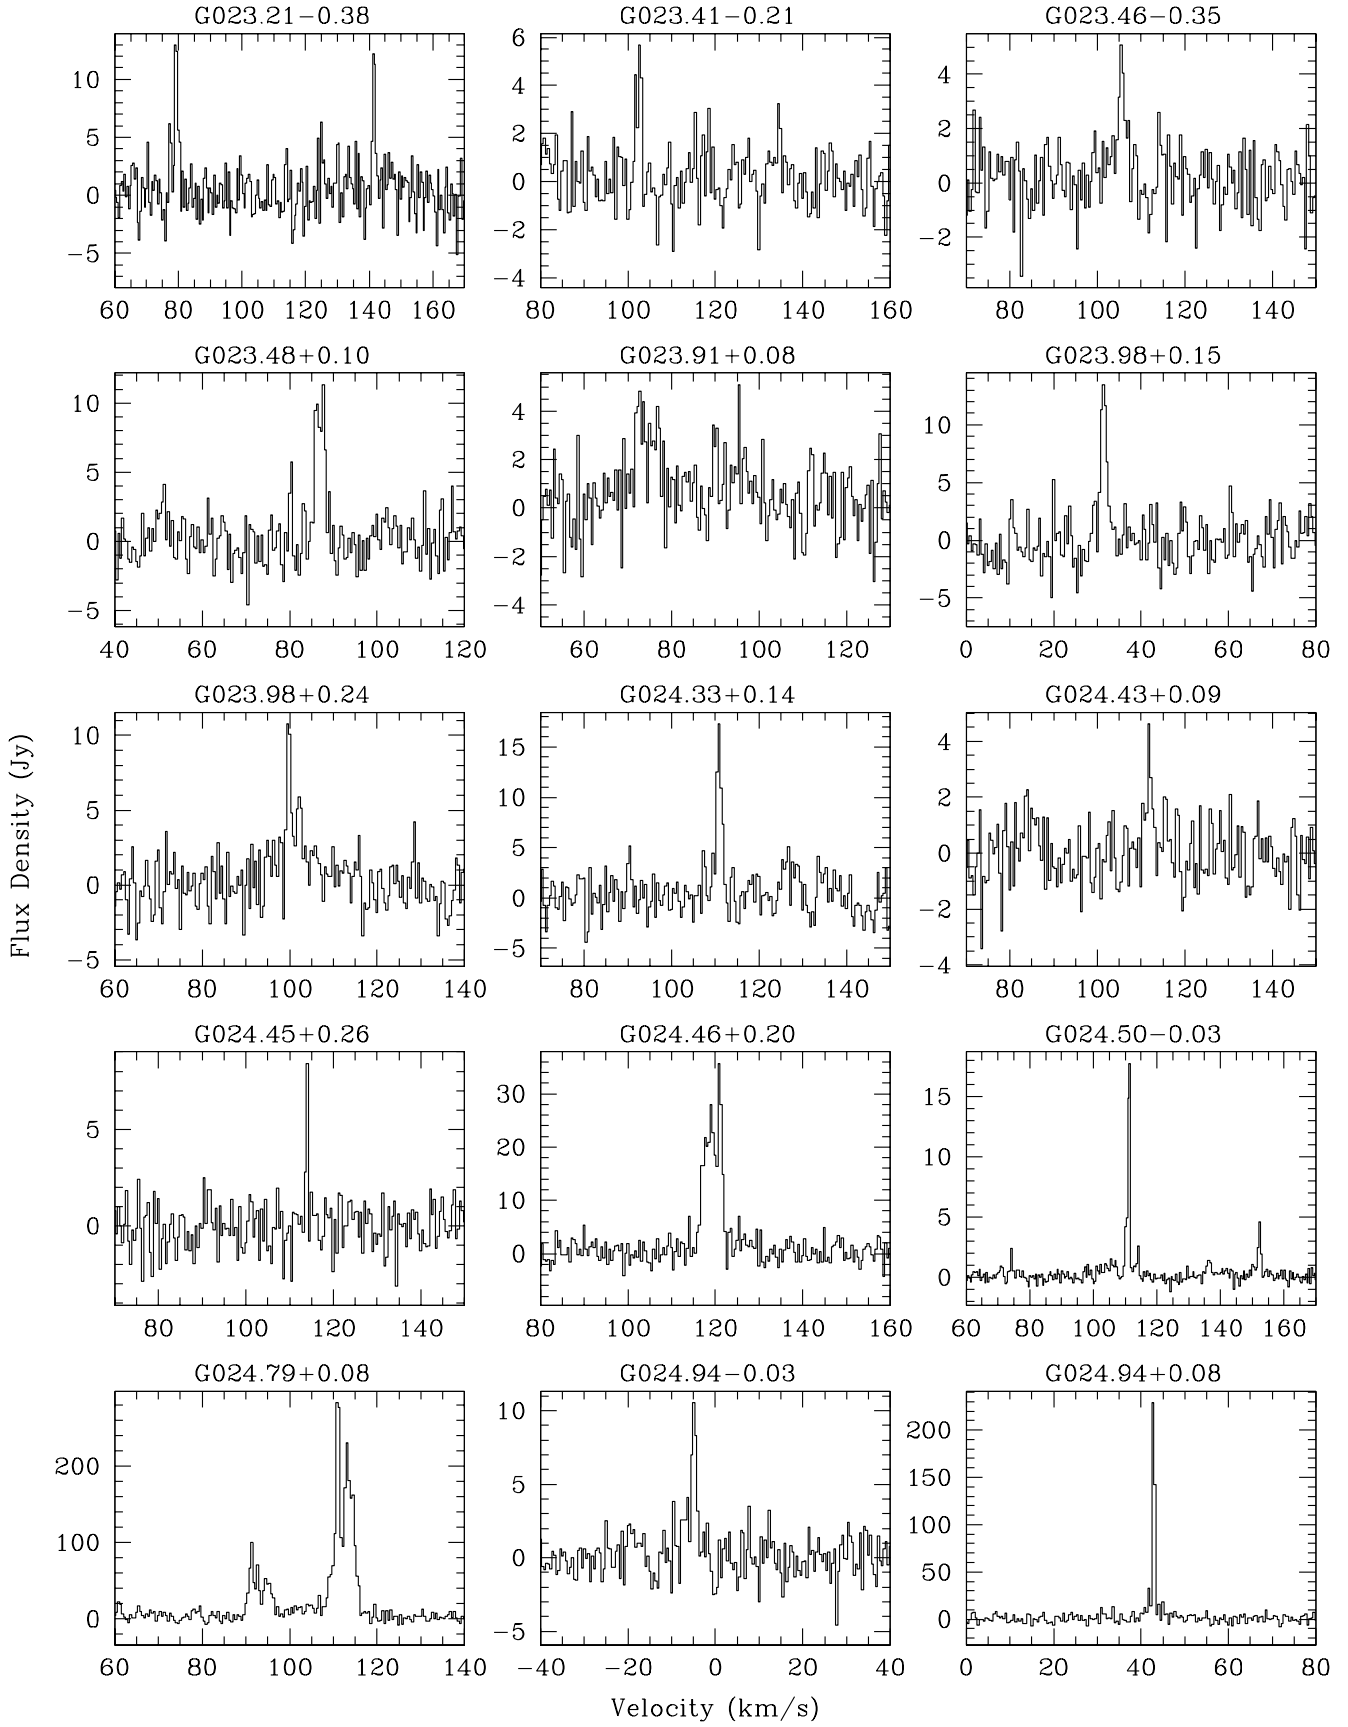 G023.21−0.38 G023.41−0.21 G023.46−0.35
10 5 0 −5
60 80 100 120 140 160
6 4 2 0 −2 −4
80 100 120 140 160
4 2 0 −2
80 100 120 140
G023.48+0.10 G023.91+0.08 G023.98+0.15
10 5 0 −5
40 60 80 100 120
4 2 0 −2 −4
60 80 100 120
10 5 0 −5
0 20 40 60 80
G023.98+0.24 G024.33+0.14 G024.43+0.09
10 5 0 −5
60 80 100 120 140
15 10 5 0 −5
80 100 120 140
4 2 0 −2 −4
80 100 120 140
Flux Density (Jy)
G024.45+0.26 G024.46+0.20 G024.50−0.03
5 0
80 100 120 140
30 20 10 0
80 100 120 140 160
15 10 5 0
60 80 100 120 140 160
G024.79+0.08 G024.94−0.03 G024.94+0.08
200 100 0
60 80 100 120 140
10 5 0 −5
−40 −20 0 20 40
200 150 100 50 0
0 20 40 60 80
Velocity (km/s)